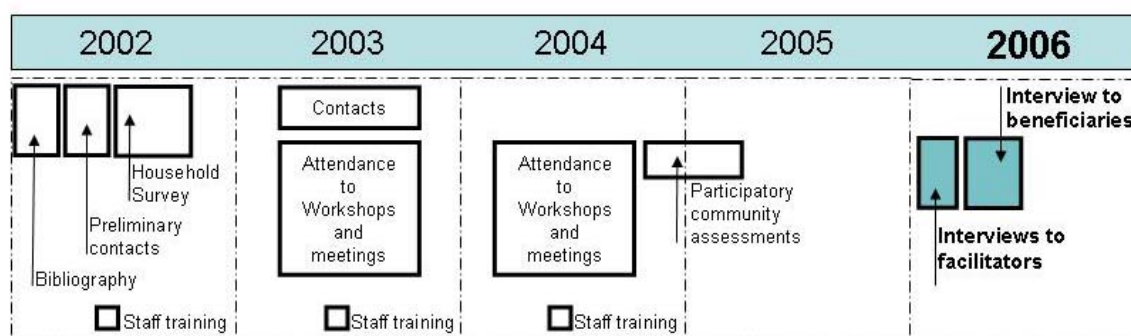 2002
2003
2004
2005
2006
Bibliography
Preliminary
contacts
Household
Survey
Staff training
Contacts
Attendance
to
Workshops
and
meetings
Staff training
Attendance
to
Workshops
and
meetings
Staff training
Participatory
community
assessments
Interviews to
facilitators
Interview to
beneficiaries